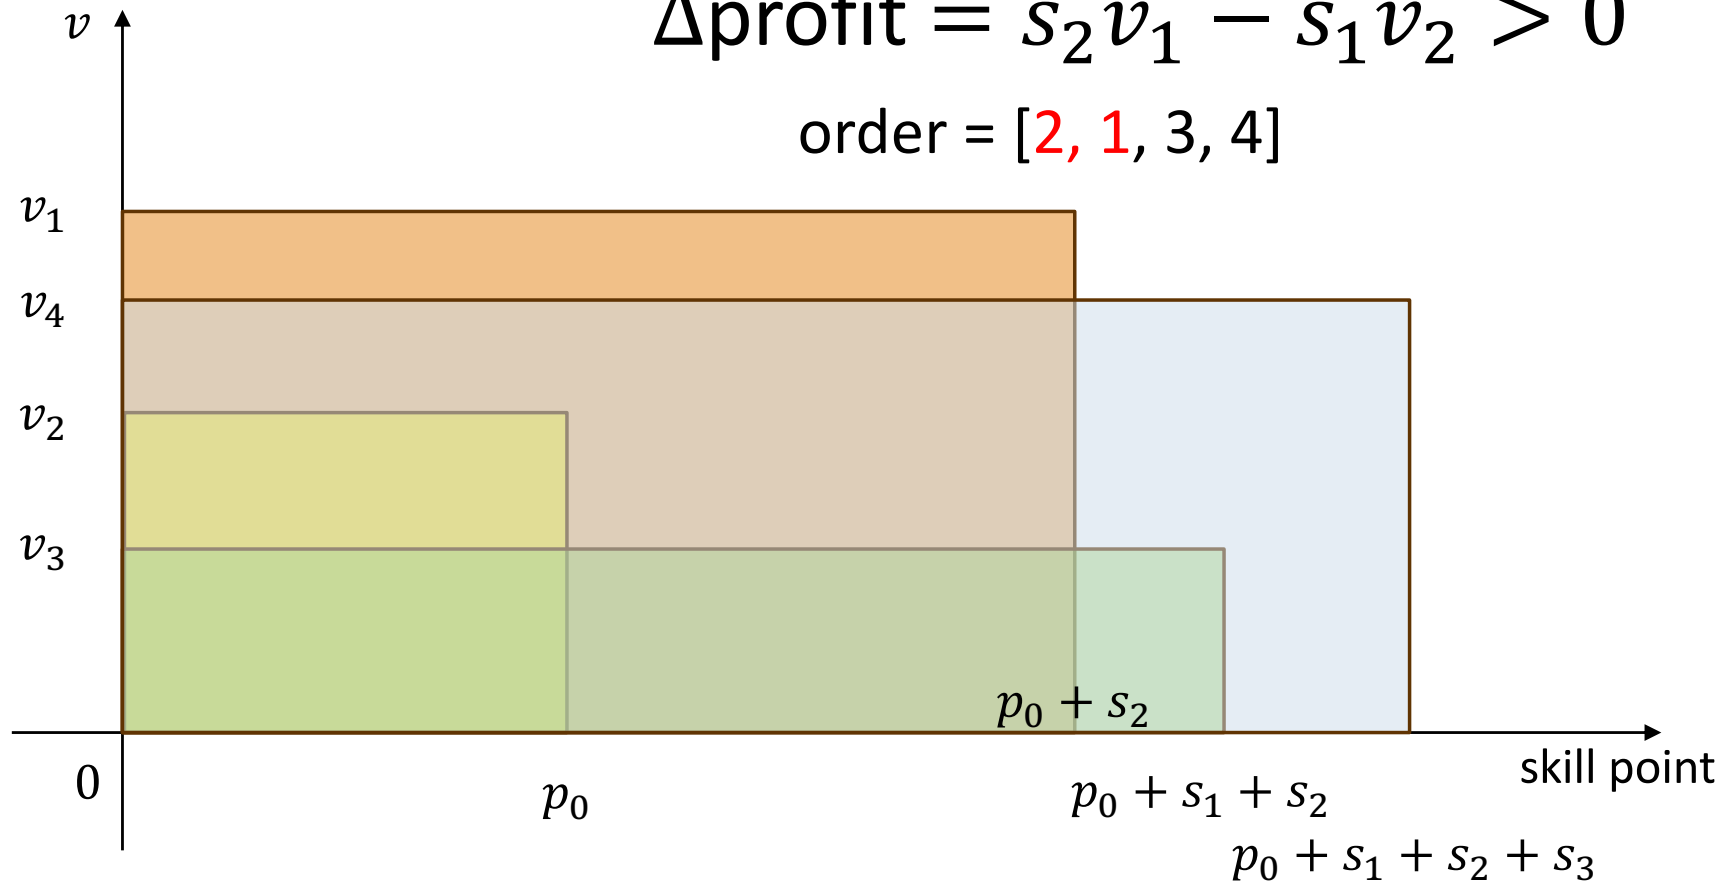 Δprofit = s₂v₁ − s₁v₂ > 0
v
order = [2, 1, 3, 4]
v₁
v₄
v₂
v₃
p₀ + s₂
0
p₀
p₀ + s₁ + s₂
skill point
p₀ + s₁ + s₂ + s₃